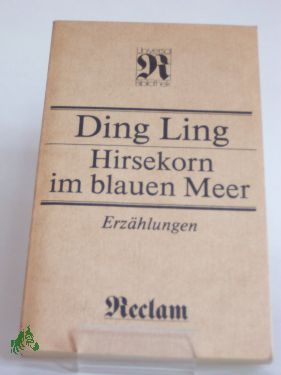 Universal
R
Bibliothek
Ding Ling
Hirsekorn
im blauen Meer
Erzählungen
Reclam